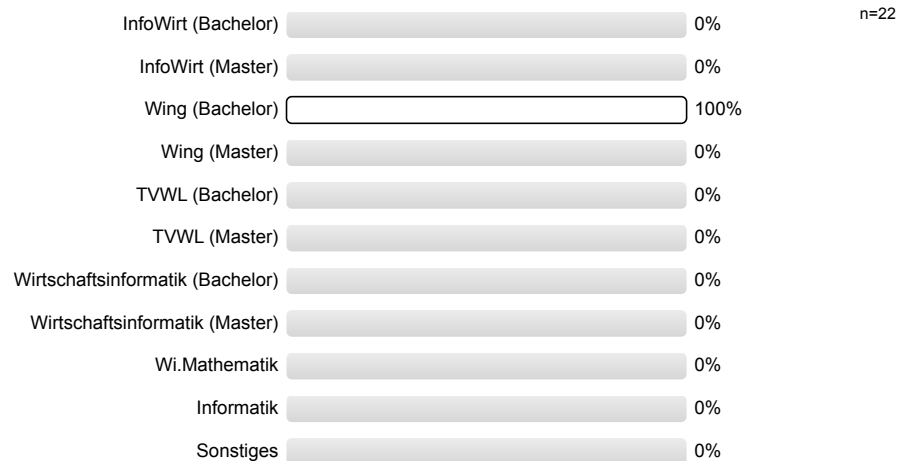 n=22
InfoWirt (Bachelor) 0%
InfoWirt (Master) 0%
Wing (Bachelor) 100%
Wing (Master) 0%
TVWL (Bachelor) 0%
TVWL (Master) 0%
Wirtschaftsinformatik (Bachelor) 0%
Wirtschaftsinformatik (Master) 0%
Wi.Mathematik 0%
Informatik 0%
Sonstiges 0%